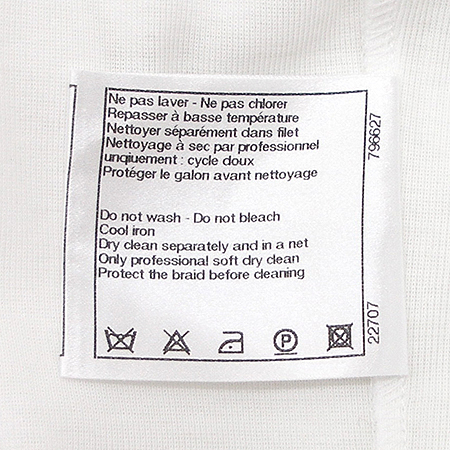 Ne pas laver - Ne pas chlorer
Repasser à basse température
Nettoyer séparément dans filet
Nettoyage à sec par professionnel
unqiuement : cycle doux
Protéger le galon avant nettoyage
Do not wash - Do not bleach
Cool iron
Dry clean separately and in a net
Only professional soft dry clean
Protect the braid before cleaning
P
796627
22707